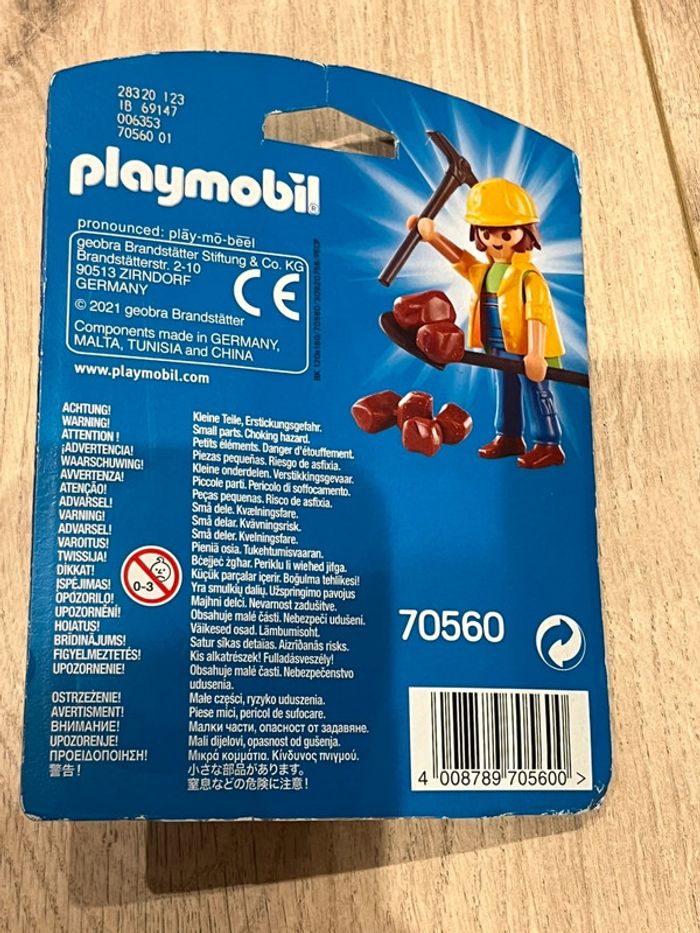 28320 123
IB 69147
006353
70560 01
playmobil®
pronounced: plāy-mō-bēēl
geobra Brandstätter Stiftung & Co. KG
Brandstätterstr. 2-10
90513 ZIRNDORF
GERMANY
CE
© 2021 geobra Brandstätter
Components made in GERMANY,
MALTA, TUNISIA and CHINA
www.playmobil.com
ACHTUNG!
WARNING!
ATTENTION !
¡ADVERTENCIA!
WAARSCHUWING!
AVVERTENZA!
ATENÇÃO!
ADVARSEL!
VARNING!
ADVARSEL!
VAROITUS!
TWISSIJA!
DİKKAT!
ĮSPĖJIMAS!
OPOZORILO!
UPOZORNĚNÍ!
HOIATUS!
BRĪDINĀJUMS!
FIGYELMEZTETÉS!
UPOZORNENIE!
OSTRZEŻENIE!
AVERTISMENT!
ВНИМАНИЕ!
UPOZORENJE!
ΠΡΟΕΙΔΟΠΟΙΗΣΗ!
警告!
Kleine Teile, Erstickungsgefahr.
Small parts. Choking hazard.
Petits éléments. Danger d'étouffement.
Piezas pequeñas. Riesgo de asfixia.
Kleine onderdelen. Verstikkingsgevaar.
Piccole parti. Pericolo di soffocamento.
Peças pequenas. Risco de asfixia.
Små dele. Kvælningsfare.
Små delar. Kvävningsrisk.
Små deler. Kvelningsfare.
Pieniä osia. Tukehtumisvaaran.
Bċejjeċ żgħar. Periklu li wieħed jifga.
Küçük parçalar içerir. Boğulma tehlikesi!
Yra smulkių dalių. Užspringimo pavojus
Majhni delci. Nevarnost zadušitve.
Obsahuje malé části. Nebezpečí udušení.
Väikesed osad. Lämbumisoht.
Satur sīkas detaļas. Aizrīšanās risks.
Kis alkatrészek! Fulladásveszély!
Obsahuje malé časti. Nebezpečenstvo
udusenia.
Małe części, ryzyko uduszenia.
Piese mici, pericol de sufocare.
Малки части, опасност от задавяне.
Mali dijelovi, opasnost od gušenja.
Μικρά κομμάτια. Κίνδυνος πνιγμού.
小さな部品があります。
窒息などの危険に注意!
0-3
70560
4 008789 705600 >